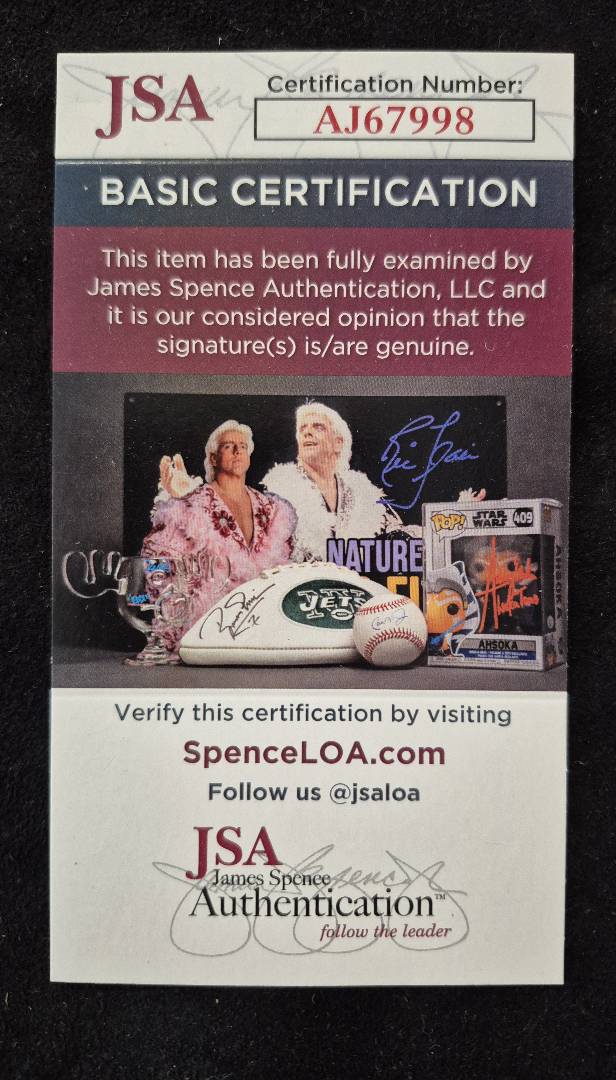 JSA
Certification Number:
AJ67998
BASIC CERTIFICATION
This item has been fully examined by
James Spence Authentication, LLC and
it is our considered opinion that the
signature(s) is/are genuine.
NATURE
POP!
STAR
WARS
409
JETS
AHSOKA
Verify this certification by visiting
SpenceLOA.com
Follow us @jsaloa
JSA
James Spence
Authentication™
follow the leader